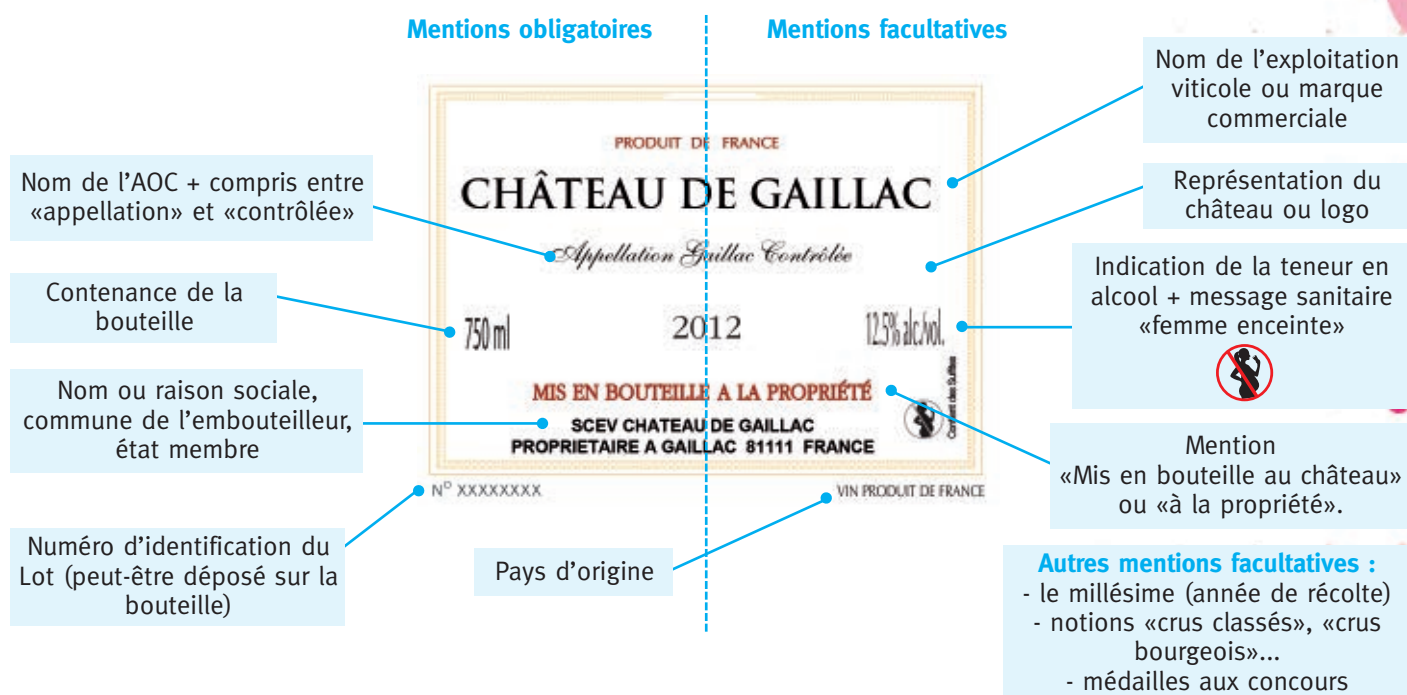 Mentions obligatoires
Mentions facultatives
Nom de l'exploitation
viticole ou marque
commerciale
PRODUIT DE FRANCE
Nom de l'AOC + compris entre
«appellation» et «contrôlée»
CHÂTEAU DE GAILLAC
Représentation du
château ou logo
Appellation Gaillac Contrôlée
Contenance de la
bouteille
Indication de la teneur en
alcool + message sanitaire
«femme enceinte»
750 ml
2012
12.5% alc./vol.
Nom ou raison sociale,
commune de l'embouteilleur,
état membre
MIS EN BOUTEILLE A LA PROPRIÉTÉ
SCEV CHATEAU DE GAILLAC
PROPRIETAIRE A GAILLAC 81111 FRANCE
Contient des Sulfites
Mention
«Mis en bouteille au château»
ou «à la propriété».
N° XXXXXXXX
VIN PRODUIT DE FRANCE
Numéro d'identification du
Lot (peut-être déposé sur la
bouteille)
Pays d'origine
Autres mentions facultatives :
- le millésime (année de récolte)
- notions «crus classés», «crus
bourgeois»...
- médailles aux concours